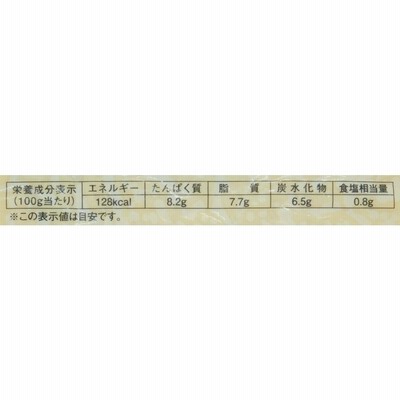 栄養成分表示 エネルギー たんぱく質 脂質 炭水化物 食塩相当量
(100g当たり) 128kcal 8.2g 7.7g 6.5g 0.8g
※この表示値は目安です。